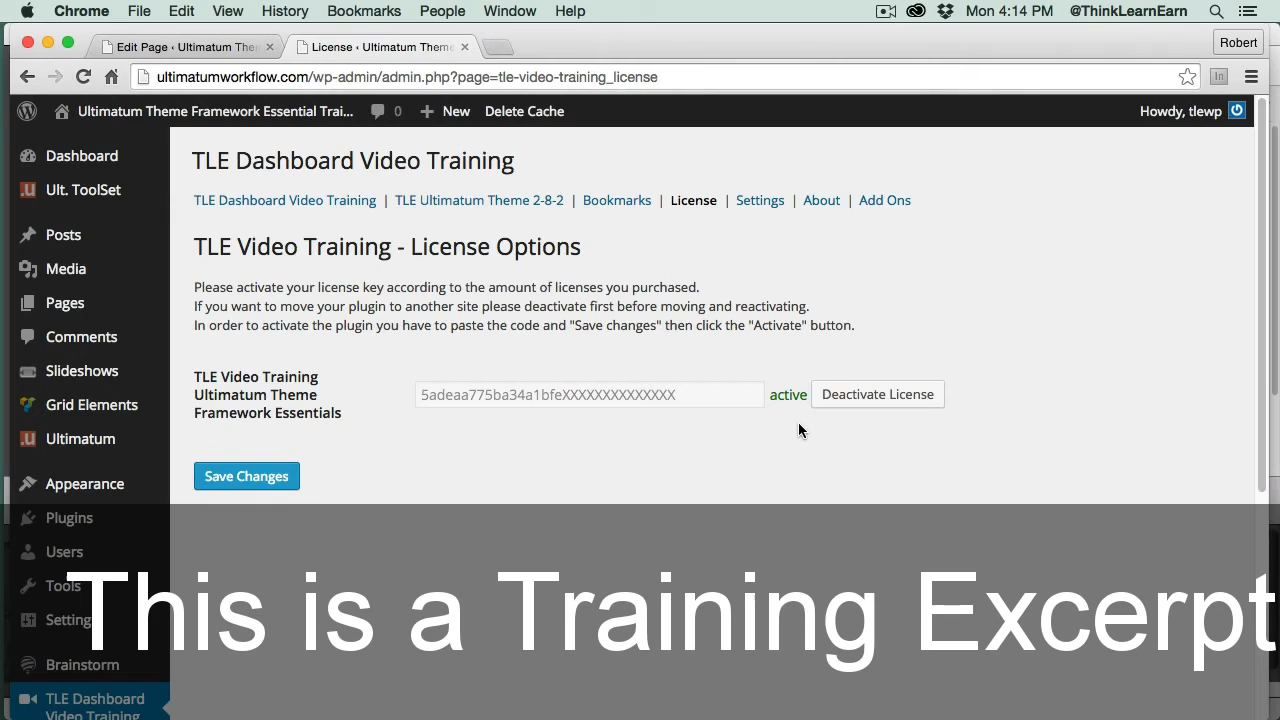 Chrome File Edit View History Bookmarks People Window Help Mon 4:14 PM @ThinkLearnEarn
Edit Page ‹ Ultimatum The
License ‹ Ultimatum Theme
Robert
ultimatumworkflow.com/wp-admin/admin.php?page=tle-video-training_license
Ultimatum Theme Framework Essential Trai... 0 New Delete Cache Howdy, tlewp
Dashboard
Ult. ToolSet
Posts
Media
Pages
Comments
Slideshows
Grid Elements
Ultimatum
Appearance
Plugins
Users
Tools
Setting
Brainstorm
TLE Dashboard
Video Training
TLE Dashboard Video Training
TLE Dashboard Video Training | TLE Ultimatum Theme 2-8-2 | Bookmarks | License | Settings | About | Add Ons
TLE Video Training - License Options
Please activate your license key according to the amount of licenses you purchased.
If you want to move your plugin to another site please deactivate first before moving and reactivating.
In order to activate the plugin you have to paste the code and "Save changes" then click the "Activate" button.
TLE Video Training
Ultimatum Theme
Framework Essentials
5adeaa775ba34a1bfeXXXXXXXXXXXXXX active Deactivate License
Save Changes
This is a Training Excerpt